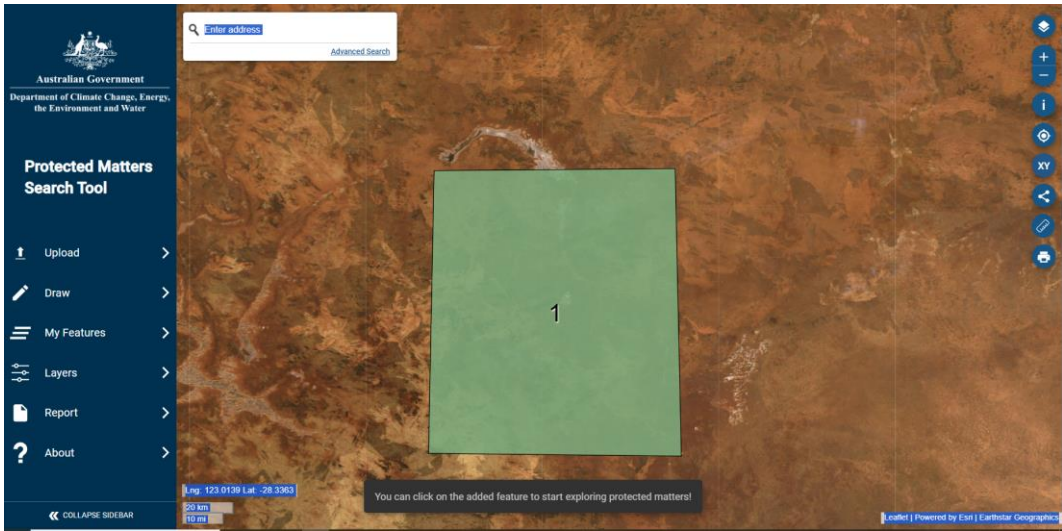 Australian Government
Department of Climate Change, Energy,
the Environment and Water
Protected Matters
Search Tool
Upload
Draw
My Features
Layers
Report
? About
COLLAPSE SIDEBAR
Enter address
Advanced Search
1
Lng: 123.0139 Lat: -28.3363
20 km
10 mi
You can click on the added feature to start exploring protected matters!
+
−
i
XY
Leaflet | Powered by Esri | Earthstar Geographics